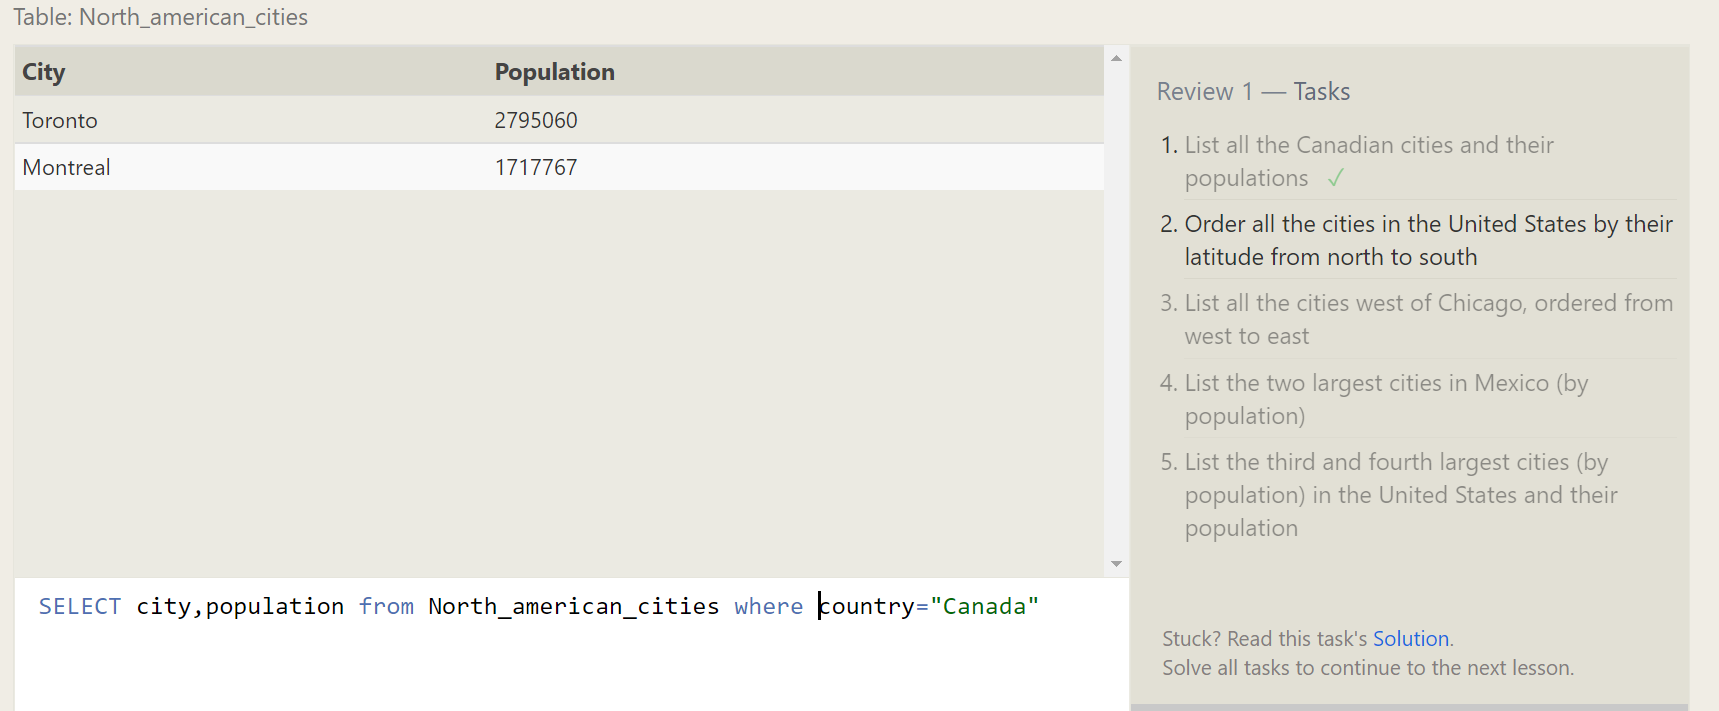 Table: North_american_cities
City Population
Toronto 2795060
Montreal 1717767
SELECT city,population from North_american_cities where country="Canada"
Review 1 — Tasks
1. List all the Canadian cities and their
populations ✓
2. Order all the cities in the United States by their
latitude from north to south
3. List all the cities west of Chicago, ordered from
west to east
4. List the two largest cities in Mexico (by
population)
5. List the third and fourth largest cities (by
population) in the United States and their
population
Stuck? Read this task's Solution.
Solve all tasks to continue to the next lesson.